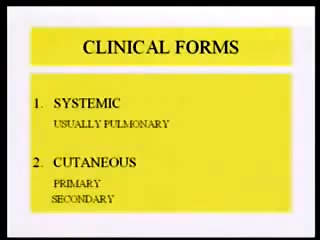 CLINICAL FORMS
1. SYSTEMIC
USUALLY PULMONARY
2. CUTANEOUS
PRIMARY
SECONDARY